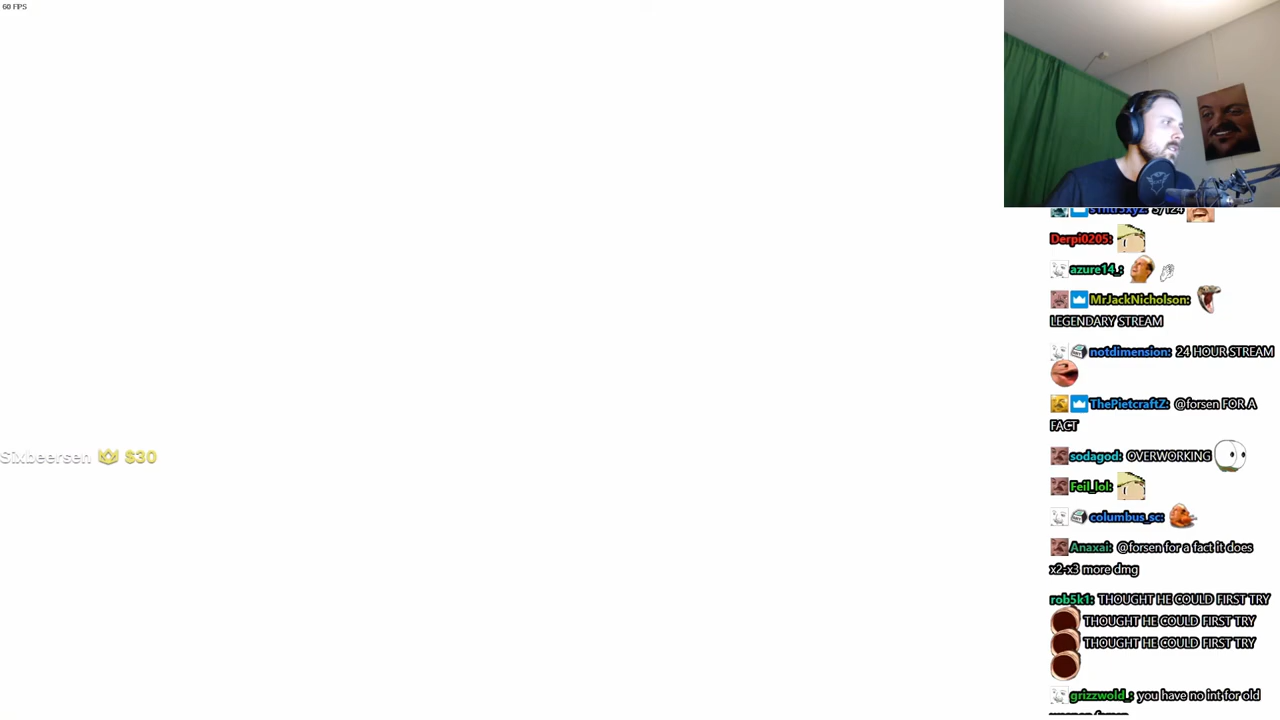 60 FPS
Derpi0205:
azure14_:
MrJackNicholson:
LEGENDARY STREAM
notdimension: 24 HOUR STREAM
ThePietcraftZ: @forsen FOR A
FACT
Sixbeersen $30
sodagod: OVERWORKING
Feil_lol:
columbus_sc:
Anaxai: @forsen for a fact it does
x2-x3 more dmg
rob5k1: THOUGHT HE COULD FIRST TRY
THOUGHT HE COULD FIRST TRY
THOUGHT HE COULD FIRST TRY
grizzwold_: you have no int for old